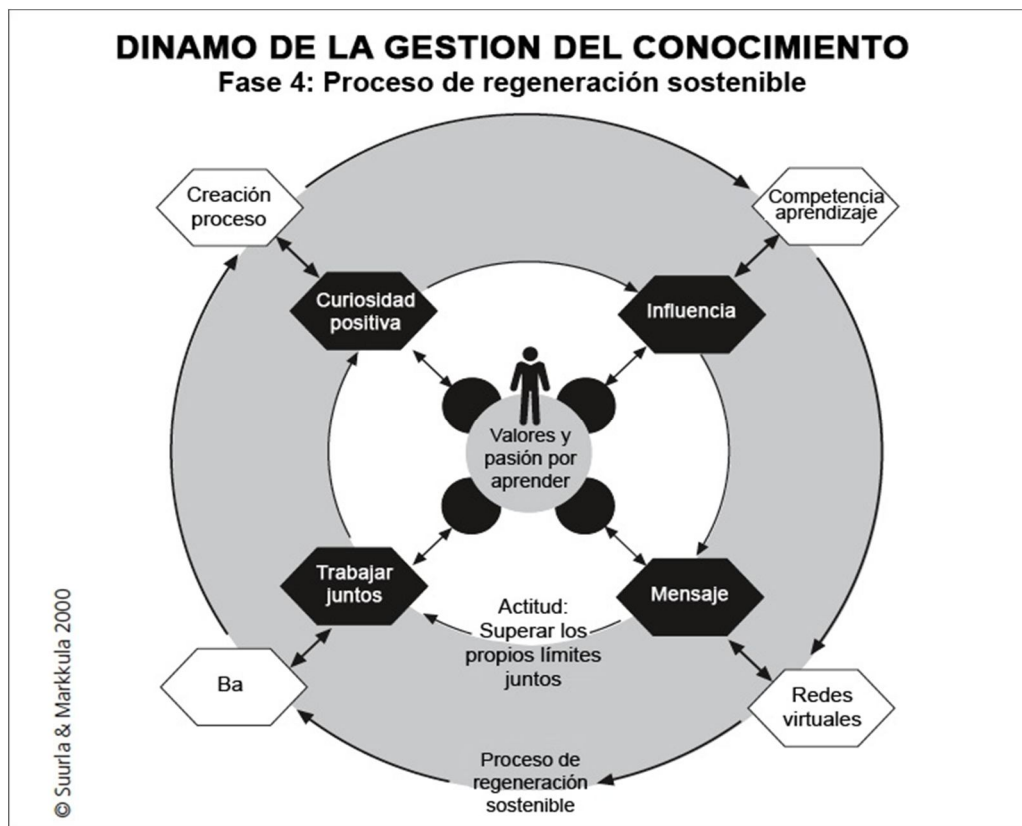 DINAMO DE LA GESTION DEL CONOCIMIENTO
Fase 4: Proceso de regeneración sostenible
Creación
proceso
Competencia
aprendizaje
Curiosidad
positiva
Influencia
Valores y
pasión por
aprender
Trabajar
juntos
Mensaje
Actitud:
Superar los
propios límites
juntos
Ba
Redes
virtuales
Proceso de
regeneración
sostenible
© Suurla & Markkula 2000